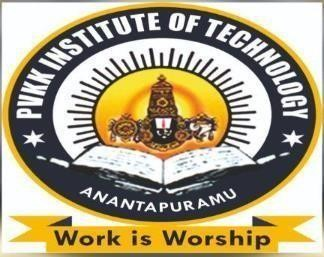 PVKK INSTITUTE OF TECHNOLOGY
ANANTAPURAMU
Work is Worship